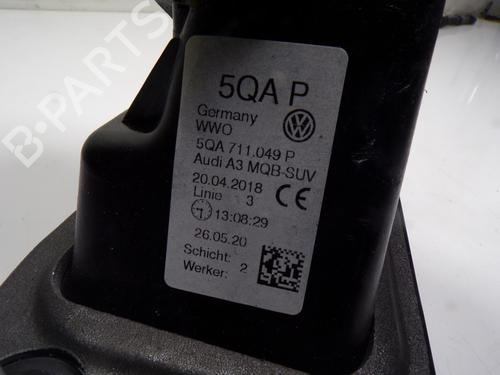 B-PARTS
5QA P
Germany
WWO
5QA 711.049 P
Audi A3 MQB-SUV
20.04.2018
Linie 3
13:08:29
26.05.20
Schicht: 2
Werker: